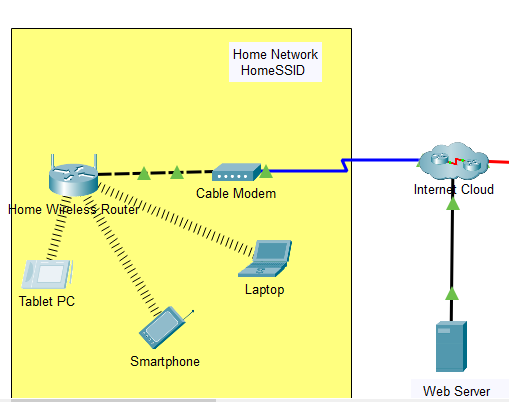 Home Network
HomeSSID
Cable Modem
Internet Cloud
Home Wireless Router
Laptop
Tablet PC
Smartphone
Web Server